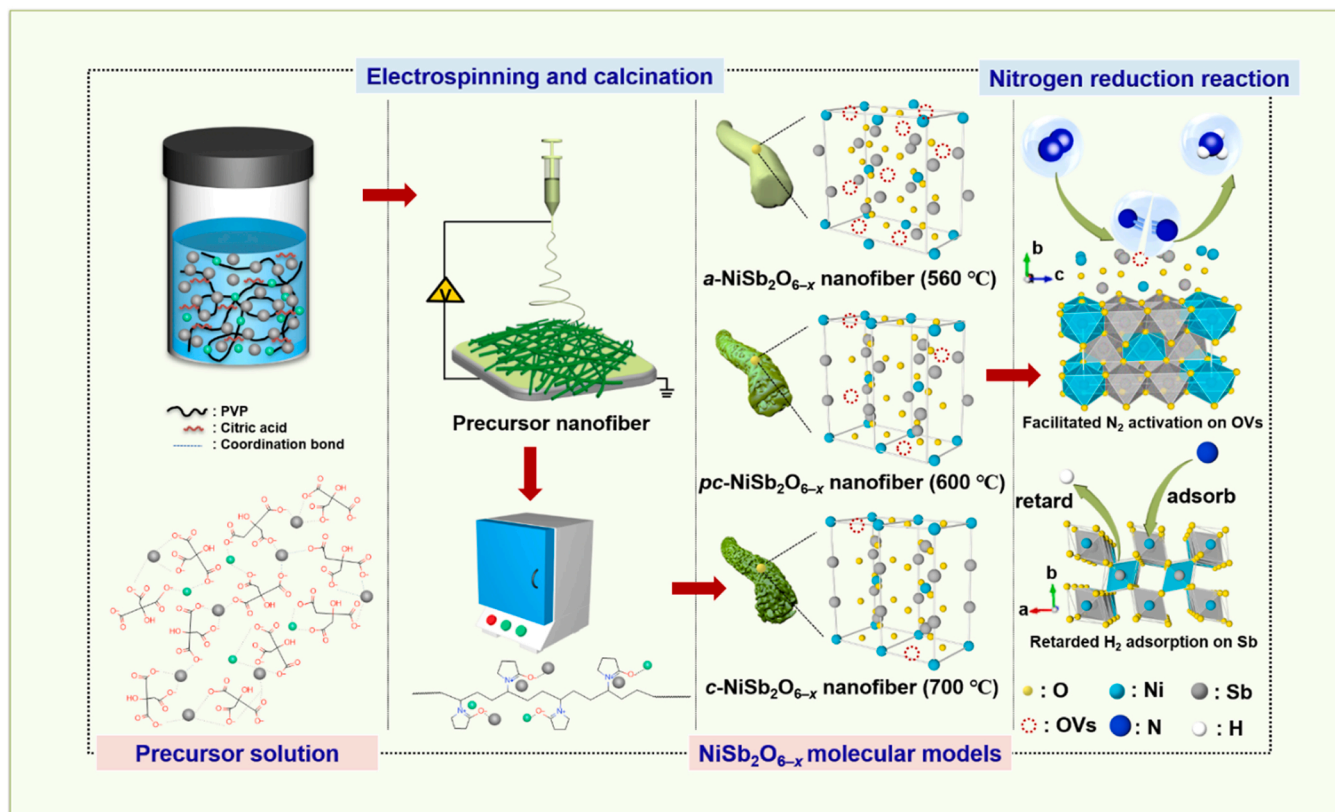 Electrospinning and calcination
Nitrogen reduction reaction
: PVP
: Citric acid
: Coordination bond
Precursor solution
V
Precursor nanofiber
a-NiSb₂O₆₋ₓ nanofiber (560 °C)
pc-NiSb₂O₆₋ₓ nanofiber (600 °C)
c-NiSb₂O₆₋ₓ nanofiber (700 °C)
NiSb₂O₆₋ₓ molecular models
b
c
Facilitated N₂ activation on OVs
retard
adsorb
b
a
Retarded H₂ adsorption on Sb
: O
: Ni
: Sb
: OVs
: N
: H